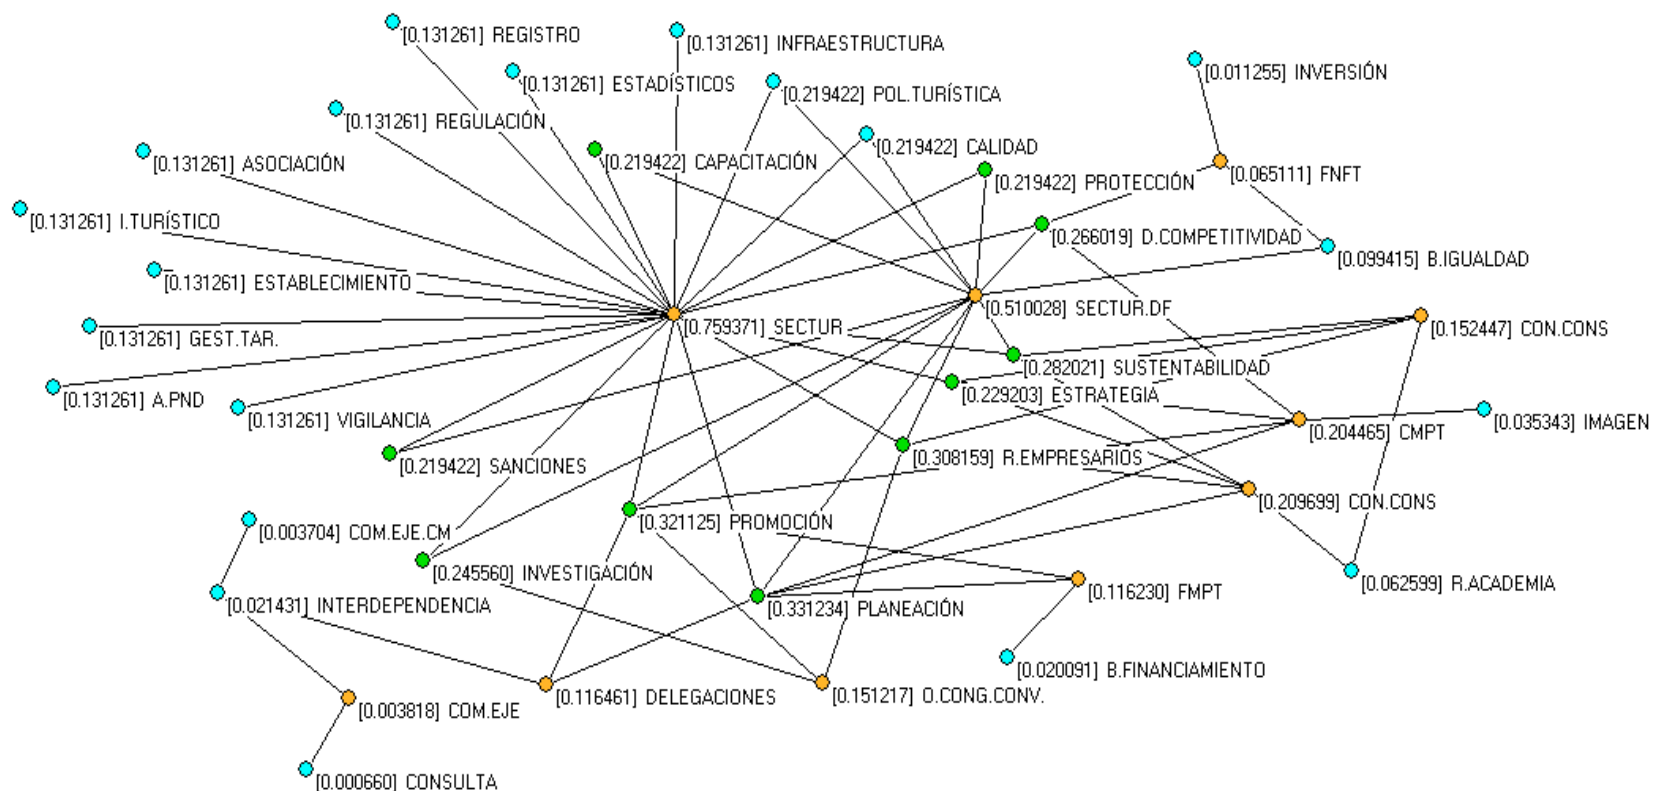 [0.131261] REGISTRO
[0.131261] INFRAESTRUCTURA
[0.011255] INVERSIÓN
[0.131261] ESTADÍSTICOS
[0.219422] POL.TURÍSTICA
[0.131261] REGULACIÓN
[0.219422] CALIDAD
[0.131261] ASOCIACIÓN
[0.219422] CAPACITACIÓN
[0.065111] FNFT
[0.219422] PROTECCIÓN
[0.131261] I.TURÍSTICO
[0.266019] D.COMPETITIVIDAD
[0.099415] B.IGUALDAD
[0.131261] ESTABLECIMIENTO
[0.510028] SECTUR.DF
[0.759371] SECTUR
[0.152447] CON.CONS
[0.131261] GEST.TAR.
[0.282021] SUSTENTABILIDAD
[0.229203] ESTRATEGIA
[0.131261] A.PND
[0.131261] VIGILANCIA
[0.035343] IMAGEN
[0.204465] CMPT
[0.308159] R.EMPRESARIOS
[0.219422] SANCIONES
[0.209699] CON.CONS
[0.321125] PROMOCIÓN
[0.003704] COM.EJE.CM
[0.245560] INVESTIGACIÓN
[0.062599] R.ACADEMIA
[0.116230] FMPT
[0.021431] INTERDEPENDENCIA
[0.331234] PLANEACIÓN
[0.020091] B.FINANCIAMIENTO
[0.116461] DELEGACIONES
[0.151217] O.CONG.CONV.
[0.003818] COM.EJE
[0.000660] CONSULTA